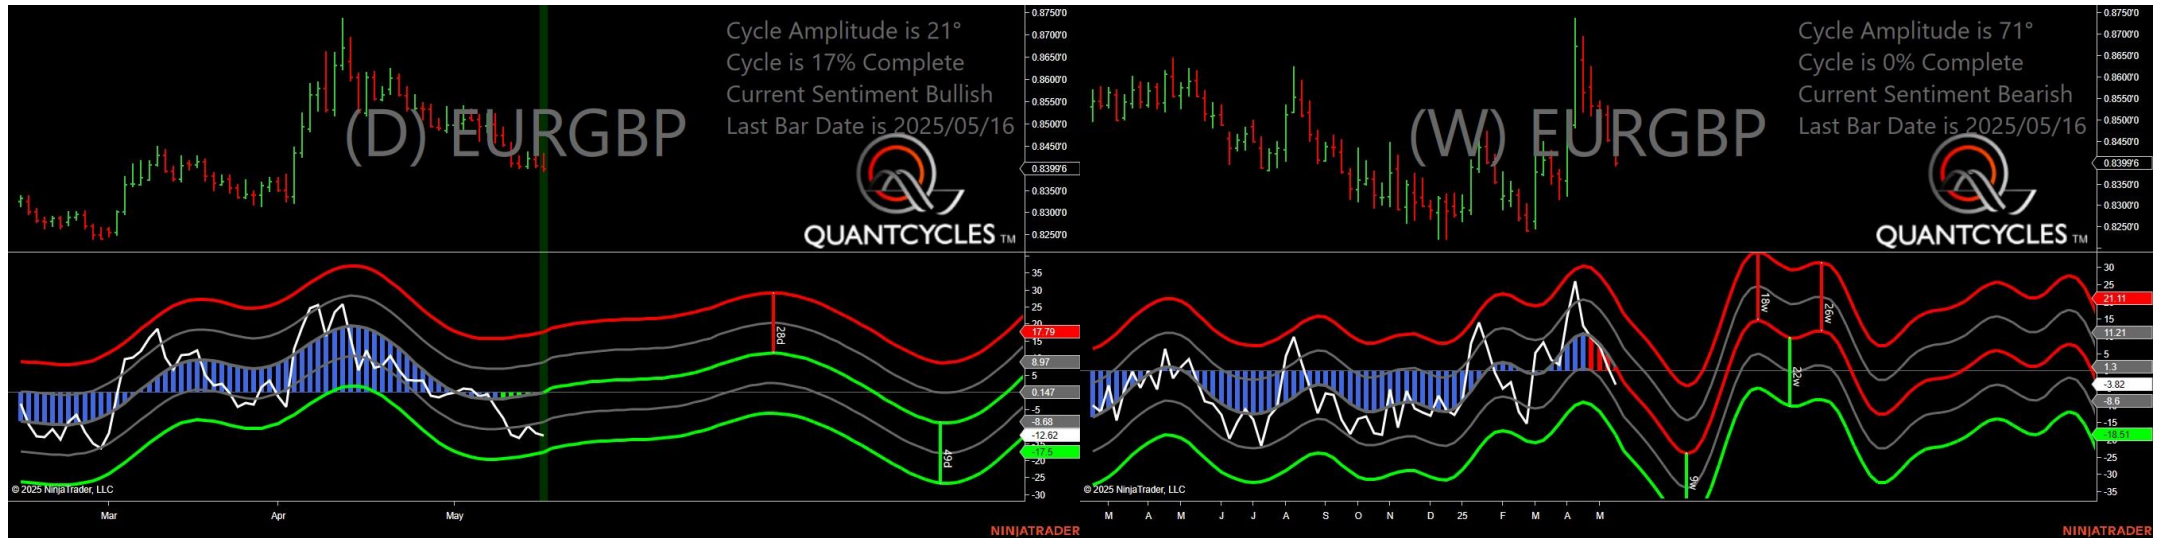 Cycle Amplitude is 21°
Cycle is 17% Complete
Current Sentiment Bullish
Last Bar Date is 2025/05/16
(D) EURGBP
QUANTCYCLES TM
0.8750'0
0.8700'0
0.8650'0
0.8600'0
0.8550'0
0.8500'0
0.8450'0
0.8399'6
0.8350'0
0.8300'0
0.8250'0
35
30
25
20
17.79
15
8.97
5
0.147
-5
-8.68
-12.62
-17.5
-20
-25
-30
28d
49d
© 2025 NinjaTrader, LLC
Mar
Apr
May
NINJATRADER
Cycle Amplitude is 71°
Cycle is 0% Complete
Current Sentiment Bearish
Last Bar Date is 2025/05/16
(W) EURGBP
QUANTCYCLES TM
0.8750'0
0.8700'0
0.8650'0
0.8600'0
0.8550'0
0.8500'0
0.8450'0
0.8399'6
0.8350'0
0.8300'0
0.8250'0
30
25
21.11
15
11.21
5
1.3
-3.82
-8.6
-15
-18.51
-25
-30
-35
18w
26w
22w
9w
© 2025 NinjaTrader, LLC
M A M J J A S O N D 25 F M A M
NINJATRADER